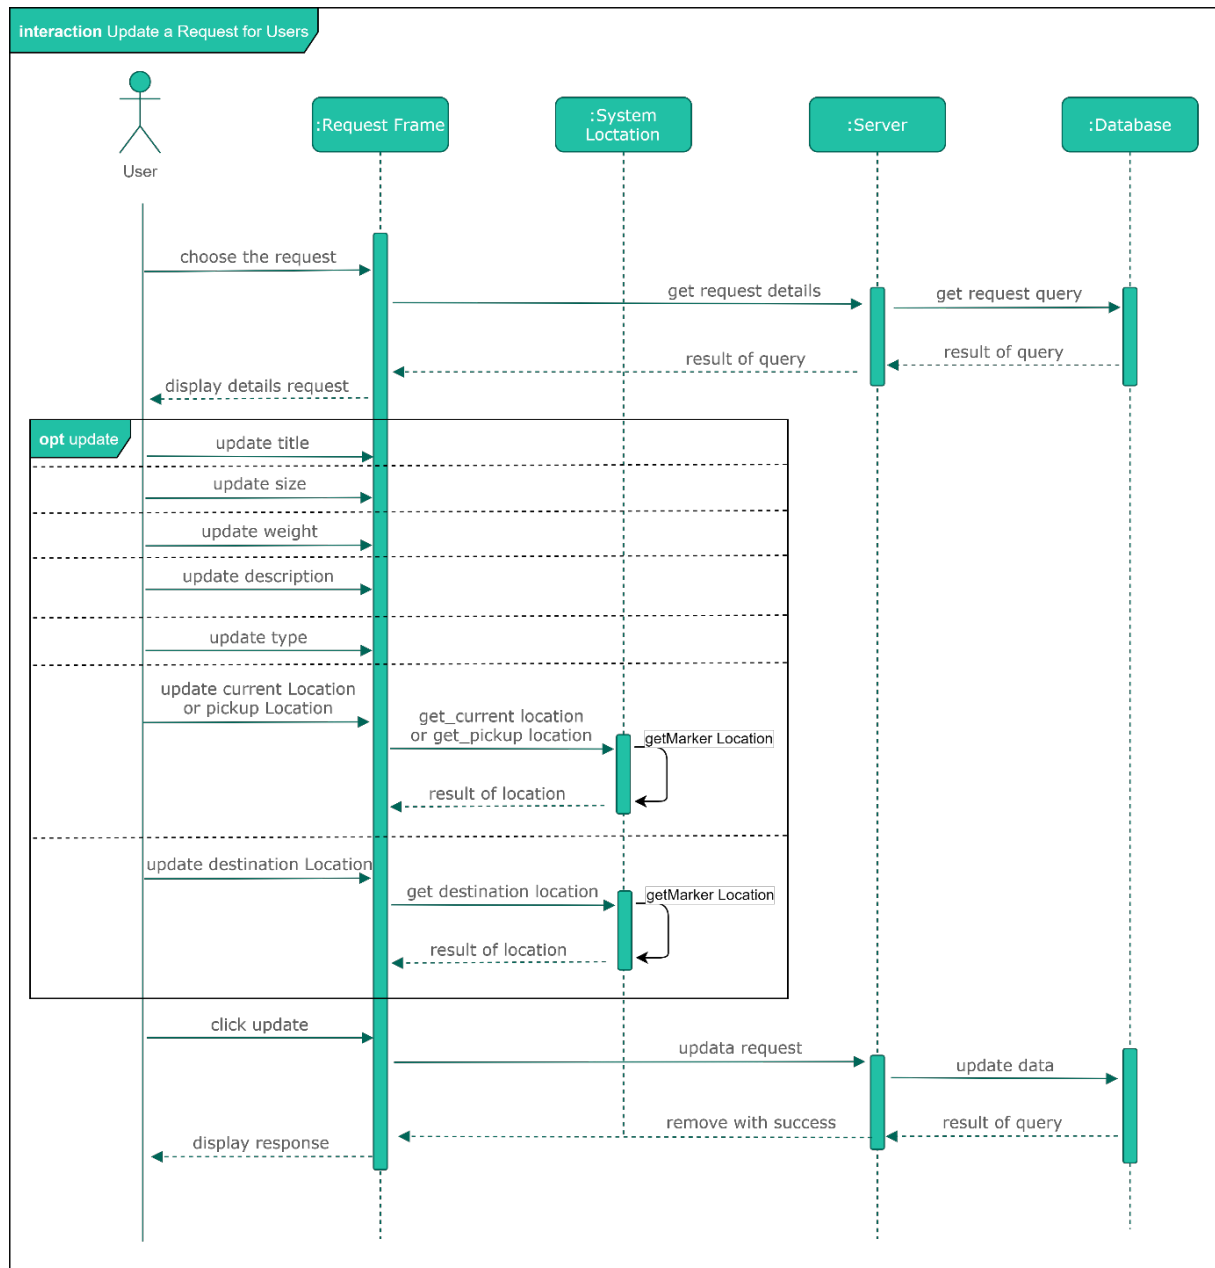 interaction Update a Request for Users
User
:Request Frame
:System
Loctation
:Server
:Database
choose the request
get request details
get request query
result of query
result of query
display details request
opt update
update title
update size
update weight
update description
update type
update current Location
or pickup Location
get_current location
or get_pickup location
getMarker Location
result of location
update destination Location
get destination location
getMarker Location
result of location
click update
updata request
update data
remove with success
result of query
display response